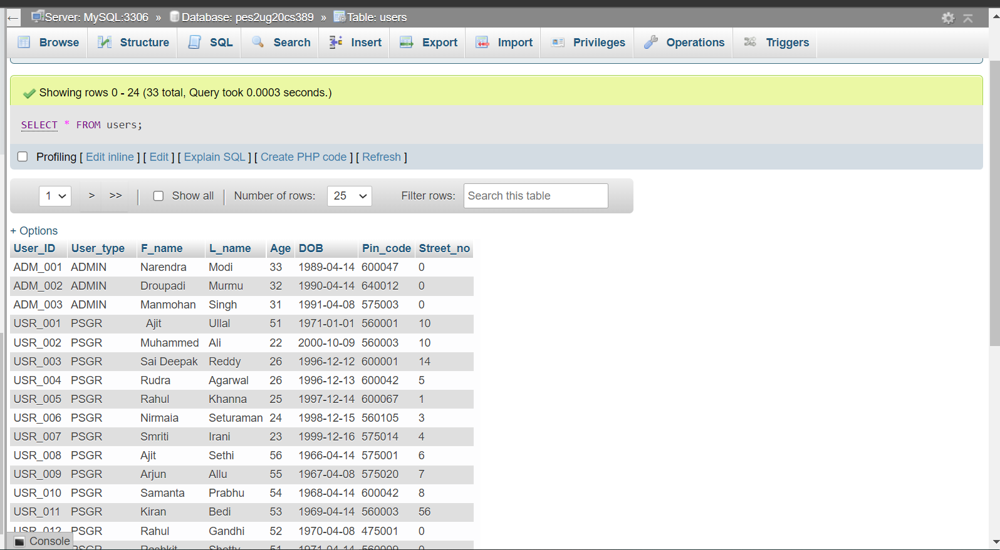 Server: MySQL:3306 » Database: pes2ug20cs389 » Table: users
Browse Structure SQL Search Insert Export Import Privileges Operations Triggers
Showing rows 0 - 24 (33 total, Query took 0.0003 seconds.)
SELECT * FROM users;
Profiling [ Edit inline ] [ Edit ] [ Explain SQL ] [ Create PHP code ] [ Refresh ]
1 > >> | Show all | Number of rows: 25 Filter rows: Search this table
+ Options
User_ID User_type F_name L_name Age DOB Pin_code Street_no
ADM_001 ADMIN Narendra Modi 33 1989-04-14 600047 0
ADM_002 ADMIN Droupadi Murmu 32 1990-04-14 640012 0
ADM_003 ADMIN Manmohan Singh 31 1991-04-08 575003 0
USR_001 PSGR Ajit Ullal 51 1971-01-01 560001 10
USR_002 PSGR Muhammed Ali 22 2000-10-09 560003 10
USR_003 PSGR Sai Deepak Reddy 26 1996-12-12 600001 14
USR_004 PSGR Rudra Agarwal 26 1996-12-13 600042 5
USR_005 PSGR Rahul Khanna 25 1997-12-14 600067 1
USR_006 PSGR Nirmaia Seturaman 24 1998-12-15 560105 3
USR_007 PSGR Smriti Irani 23 1999-12-16 575014 4
USR_008 PSGR Ajit Sethi 56 1966-04-14 575001 6
USR_009 PSGR Arjun Allu 55 1967-04-08 575020 7
USR_010 PSGR Samanta Prabhu 54 1968-04-14 600042 8
USR_011 PSGR Kiran Bedi 53 1969-04-14 560003 56
USR_012 PSGR Rahul Gandhi 52 1970-04-08 475001 0
Console PSGR 51 1971-04-14 560009 0